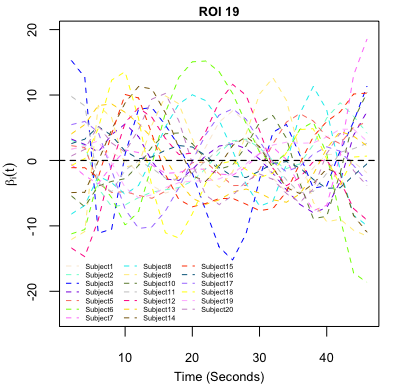 ROI 19
βᵢ(t)
20
10
0
-10
-20
Subject1 Subject8 Subject15
Subject2 Subject9 Subject16
Subject3 Subject10 Subject17
Subject4 Subject11 Subject18
Subject5 Subject12 Subject19
Subject6 Subject13 Subject20
Subject7 Subject14
10 20 30 40
Time (Seconds)